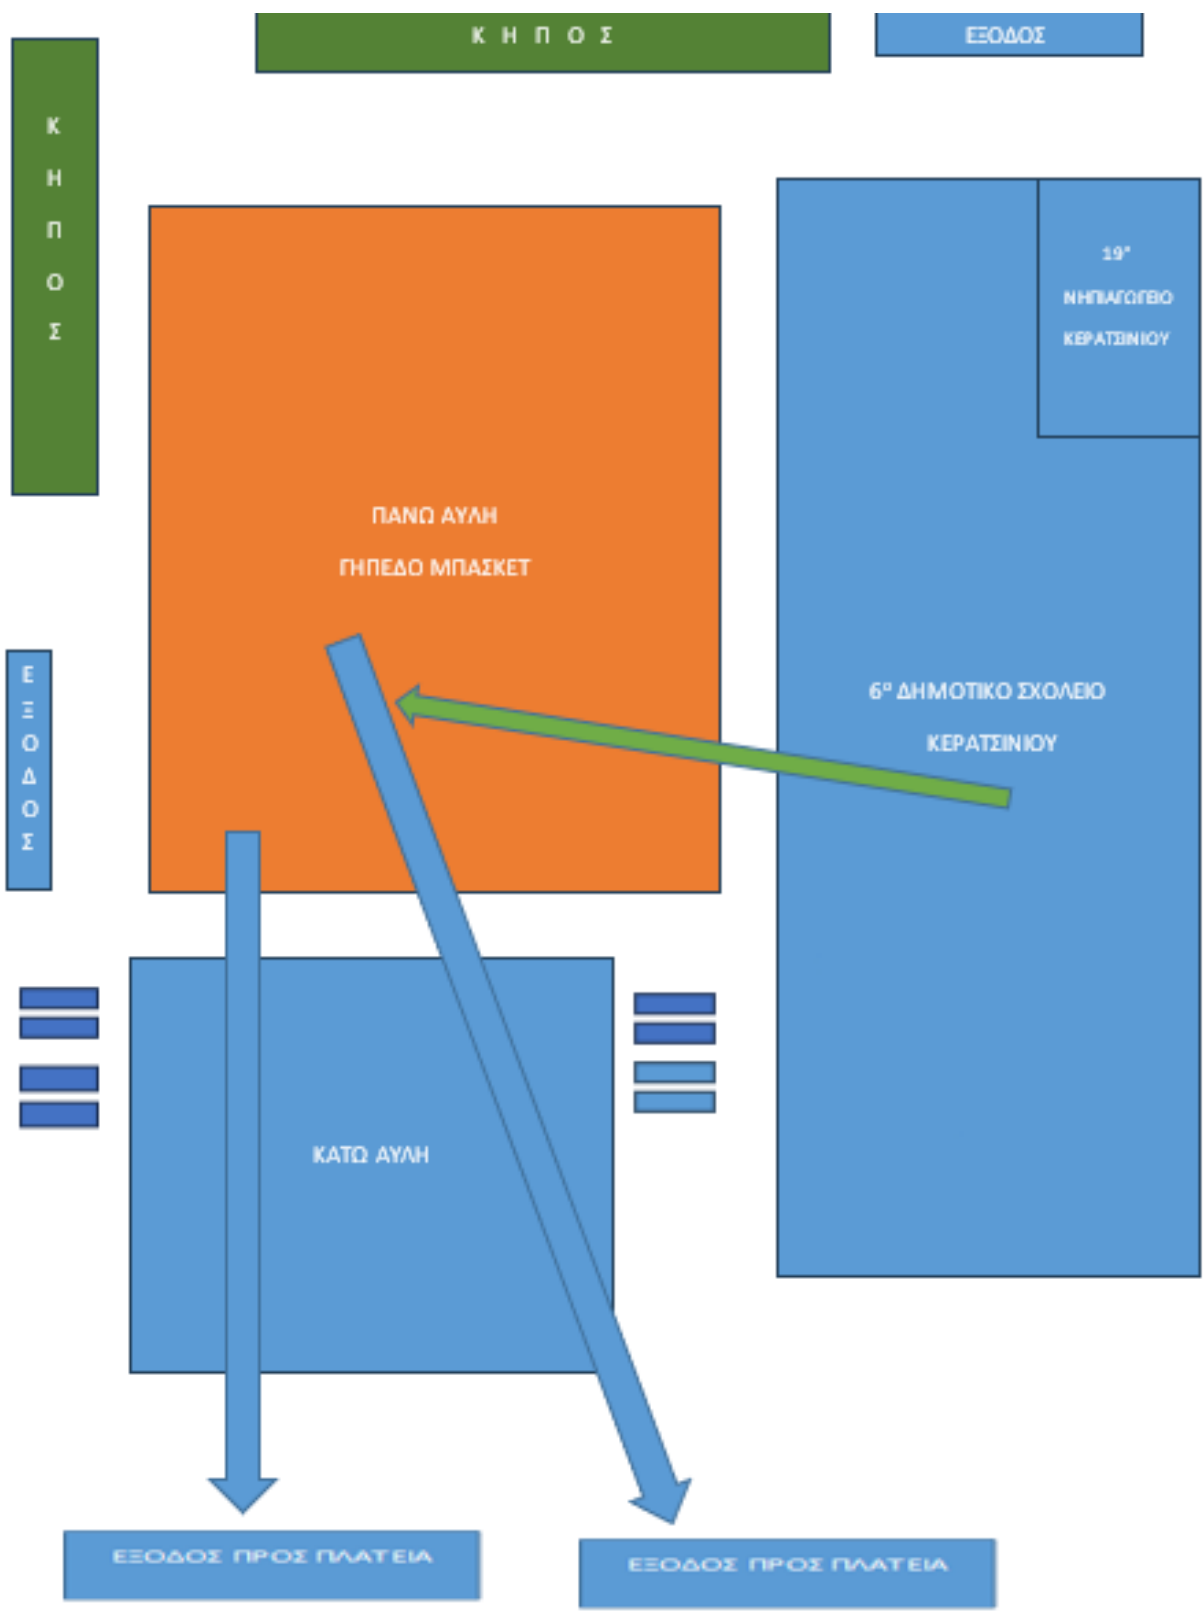 Κ Η Π Ο Σ
ΕΞΟΔΟΣ
Κ
Η
Π
Ο
Σ
19ο
ΝΗΠΙΑΓΩΓΕΙΟ
ΚΕΡΑΤΣΙΝΙΟΥ
ΠΑΝΩ ΑΥΛΗ
ΓΗΠΕΔΟ ΜΠΑΣΚΕΤ
Ε
Ξ
Ο
Δ
Ο
Σ
6ο ΔΗΜΟΤΙΚΟ ΣΧΟΛΕΙΟ
ΚΕΡΑΤΣΙΝΙΟΥ
ΚΑΤΩ ΑΥΛΗ
ΕΞΟΔΟΣ ΠΡΟΣ ΠΛΑΤΕΙΑ
ΕΞΟΔΟΣ ΠΡΟΣ ΠΛΑΤΕΙΑ